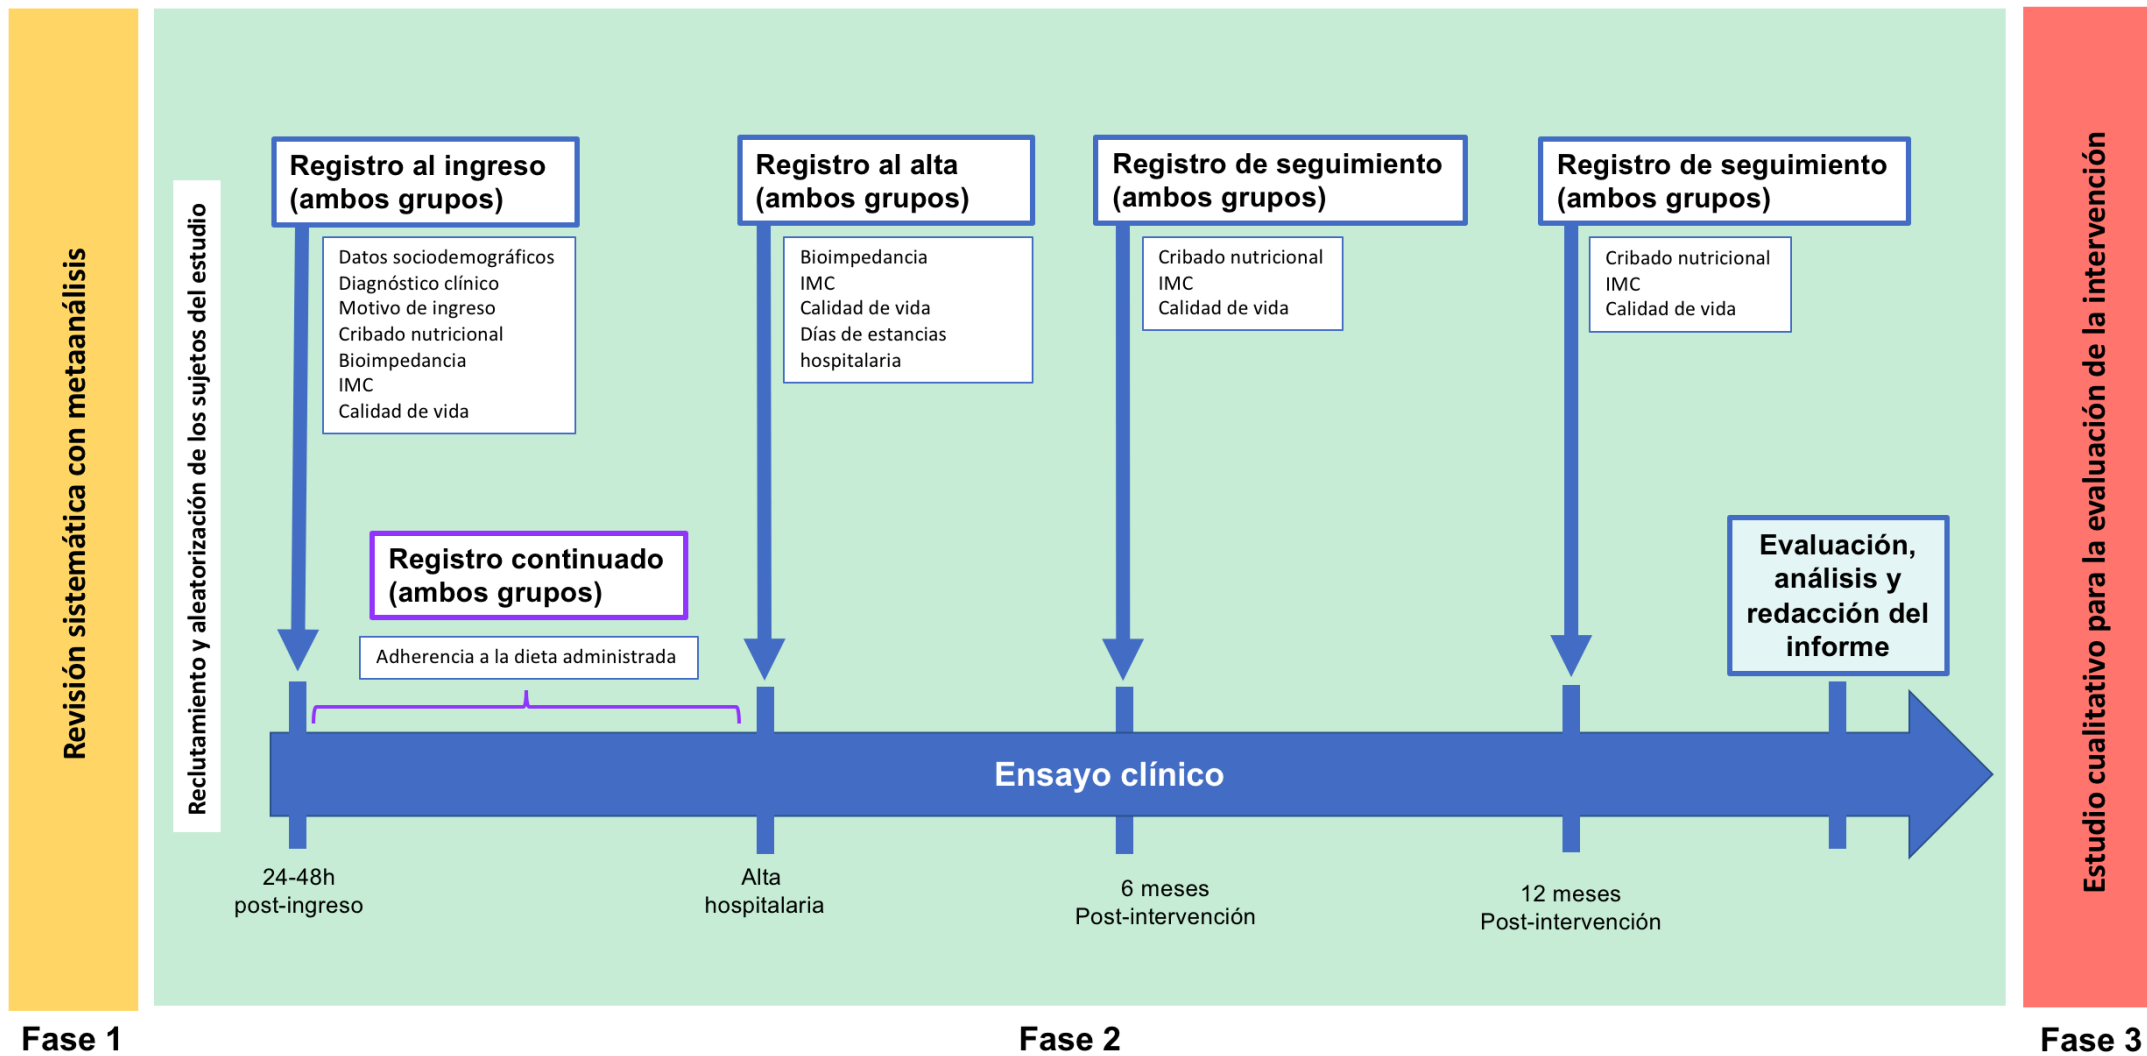 Revisión sistemática con metaanálisis
Reclutamiento y aleatorización de los sujetos del estudio
Registro al ingreso
(ambos grupos)
Datos sociodemográficos
Diagnóstico clínico
Motivo de ingreso
Cribado nutricional
Bioimpedancia
IMC
Calidad de vida
Registro continuado
(ambos grupos)
Adherencia a la dieta administrada
Registro al alta
(ambos grupos)
Bioimpedancia
IMC
Calidad de vida
Días de estancias
hospitalaria
Registro de seguimiento
(ambos grupos)
Cribado nutricional
IMC
Calidad de vida
Registro de seguimiento
(ambos grupos)
Cribado nutricional
IMC
Calidad de vida
Evaluación,
análisis y
redacción del
informe
Ensayo clínico
24-48h
post-ingreso
Alta
hospitalaria
6 meses
Post-intervención
12 meses
Post-intervención
Estudio cualitativo para la evaluación de la intervención
Fase 1
Fase 2
Fase 3